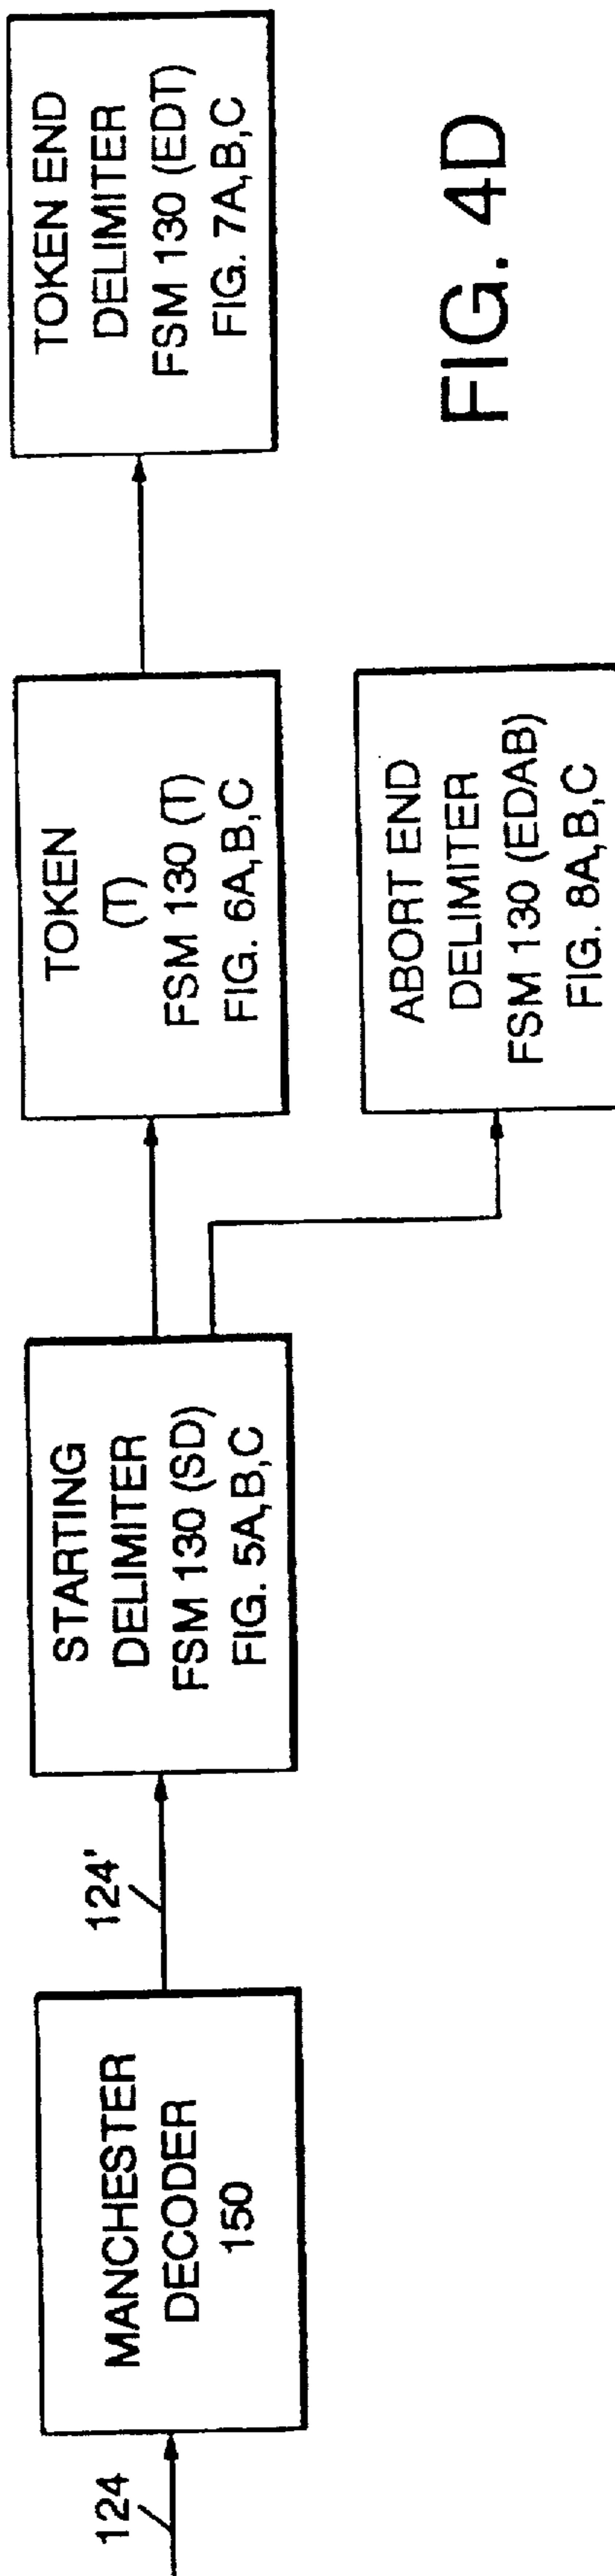 124
MANCHESTER
DECODER
150
124'
STARTING
DELIMITER
FSM 130 (SD)
FIG. 5A,B,C
TOKEN
(T)
FSM 130 (T)
FIG. 6A,B,C
ABORT END
DELIMITER
FSM 130 (EDAB)
FIG. 8A,B,C
TOKEN END
DELIMITER
FSM 130 (EDT)
FIG. 7A,B,C
FIG. 4D